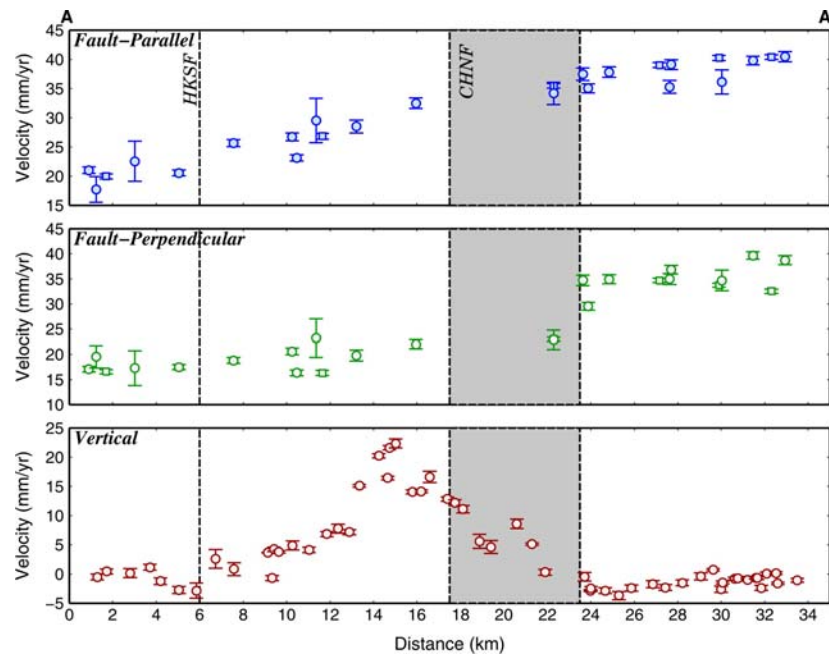 A A
Fault-Parallel
HKSF
CHNF
Velocity (mm/yr)
45
40
35
30
25
20
15
Fault-Perpendicular
Velocity (mm/yr)
45
40
35
30
25
20
15
10
Vertical
Velocity (mm/yr)
25
20
15
10
5
0
-5
0 2 4 6 8 10 12 14 16 18 20 22 24 26 28 30 32 34
Distance (km)